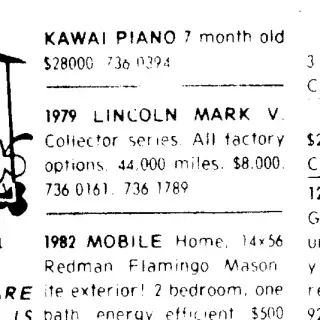 KAWAI PIANO 7 month old
$28000 736 0394
1979 LINCOLN MARK V.
Collector series. All factory
options, 44,000 miles, $8,000.
736 0161, 736 1789
1982 MOBILE Home, 14x56
Redman Flamingo Mason
ite exterior! 2 bedroom, one
bath, energy efficient $500
ARE
IS